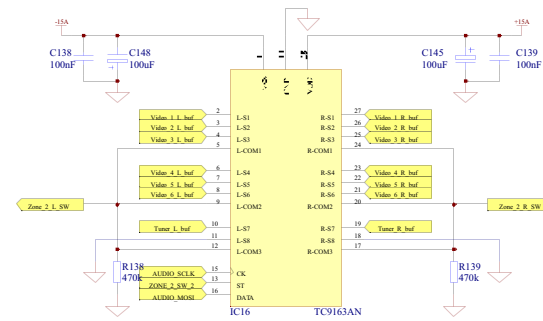 -15A
+15A
C138
100nF
C148
100uF
C145
100uF
C139
100nF
Video_1_L_buf
2
L-S1
R-S1
27
Video_1_R_buf
Video_2_L_buf
3
L-S2
R-S2
26
Video_2_R_buf
Video_3_L_buf
4
L-S3
R-S3
25
Video_3_R_buf
5
L-COM1
R-COM1
24
Video_4_L_buf
6
L-S4
R-S4
23
Video_4_R_buf
Video_5_L_buf
7
L-S5
R-S5
22
Video_5_R_buf
Video_6_L_buf
8
L-S6
R-S6
21
Video_6_R_buf
Zone_2_L_SW
9
L-COM2
R-COM2
20
Zone_2_R_SW
Tuner_L_buf
10
L-S7
R-S7
19
Tuner_R_buf
11
L-S8
R-S8
18
12
L-COM3
R-COM3
17
R138
470k
R139
470k
AUDIO_SCLK
15
CK
ZONE_2_SW_2
13
ST
AUDIO_MOSI
16
DATA
IC16
TC9163AN